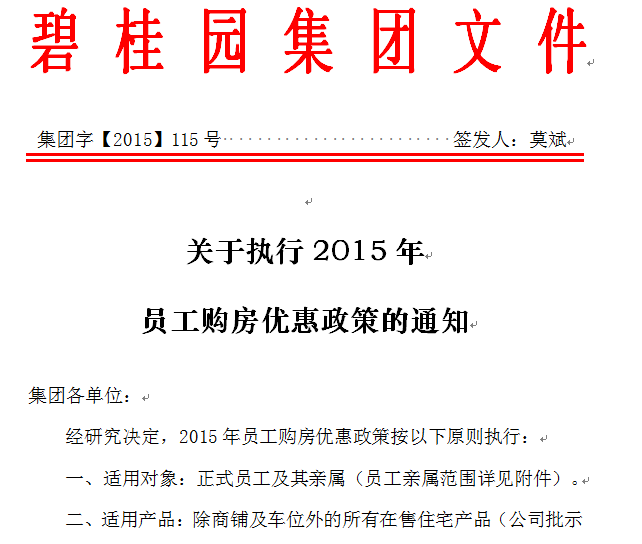 碧桂园集团文件
集团字【2015】115号 签发人：莫斌
关于执行2015年
员工购房优惠政策的通知
集团各单位：
经研究决定，2015年员工购房优惠政策按以下原则执行：
一、适用对象：正式员工及其亲属（员工亲属范围详见附件）。
二、适用产品：除商铺及车位外的所有在售住宅产品（公司批示